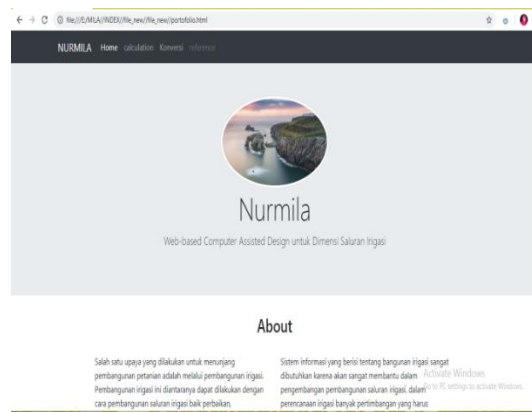 file:///E:/MILA//INDEX//file_new//file_new//portofolio.html
NURMILA Home calculation Konversi reference
Nurmila
Web-based Computer Assisted Design untuk Dimensi Saluran Irigasi
About
Salah satu upaya yang dilakukan untuk menunjang
pembangunan petanian adalah melalui pembangunan irigasi.
Pembangunan irigasi ini diantaranya dapat dilakukan dengan
cara pembangunan saluran irigasi baik perbaikan,
Sistem informasi yang berisi tentang bangunan irigasi sangat
dibutuhkan karena akan sangat membantu dalam
pengembangan pembangunan saluran irigasi. dalam
perencanaan irigasi banyak pertimbangan yang harus
Activate Windows
Go to PC settings to activate Windows.